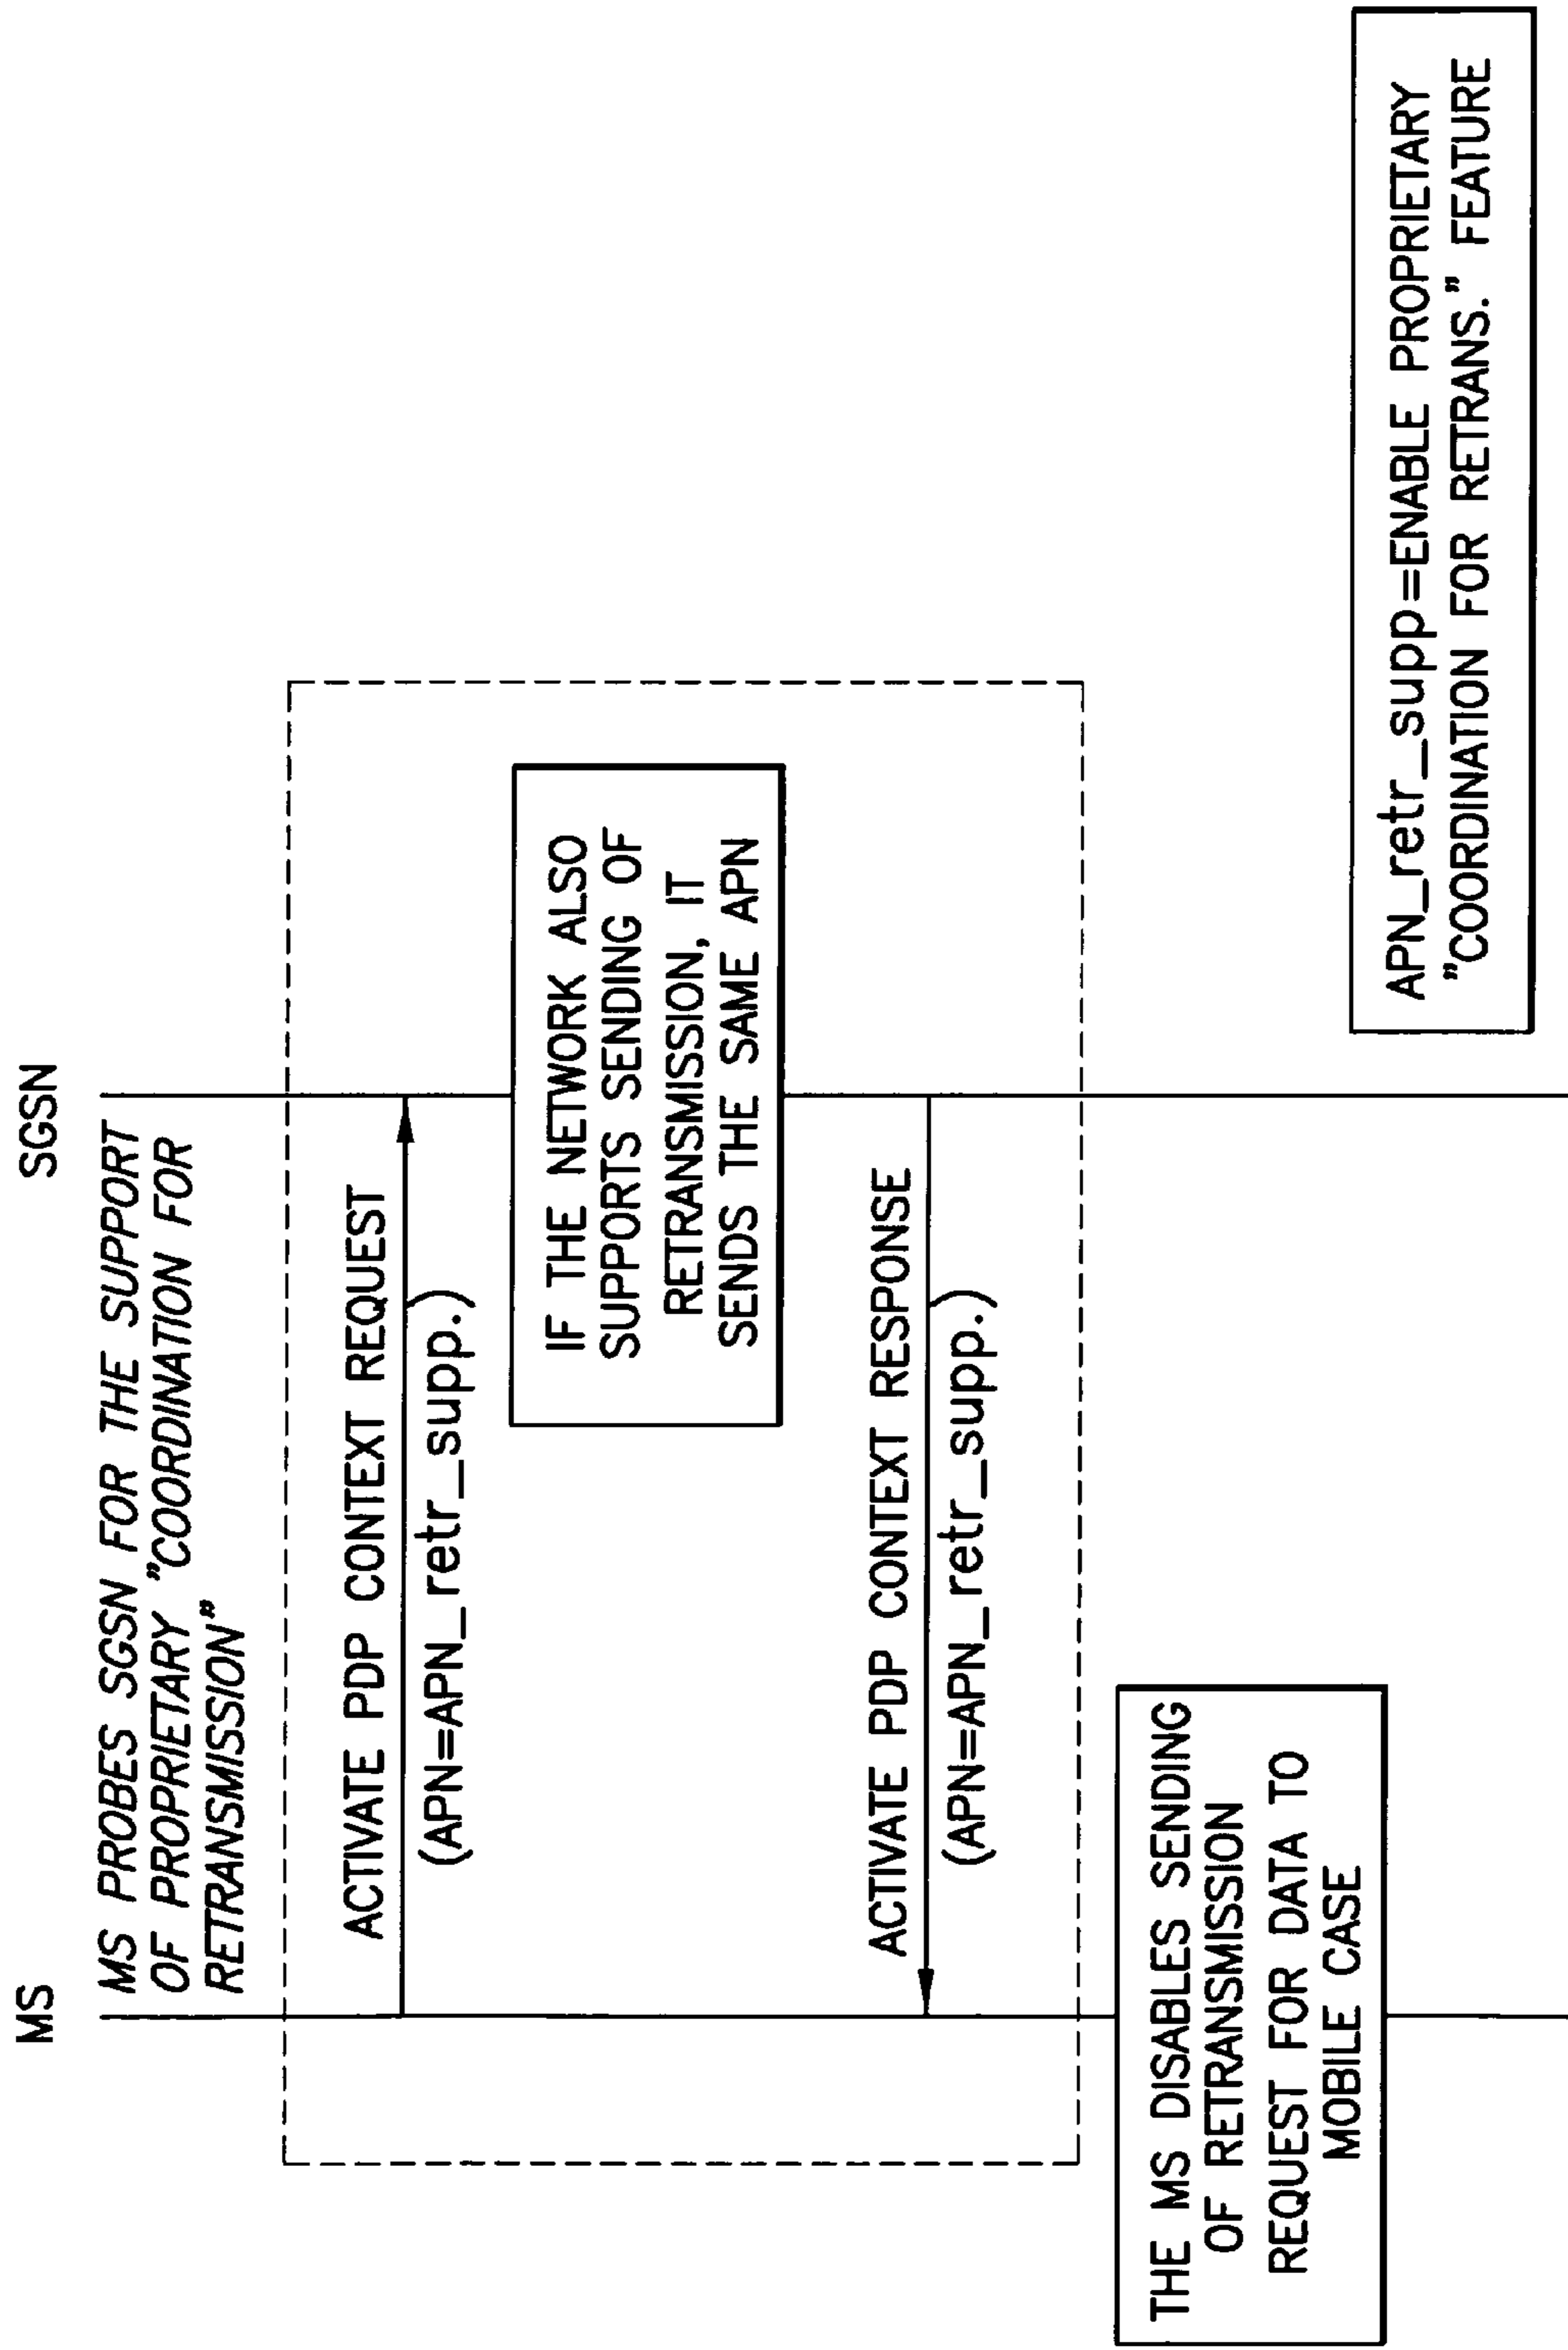 MS
SGSN
MS PROBES SGSN FOR THE SUPPORT
OF PROPRIETARY "COORDINATION FOR
RETRANSMISSION"
ACTIVATE PDP CONTEXT REQUEST
(APN=APN_retr_supp.)
IF THE NETWORK ALSO
SUPPORTS SENDING OF
RETRANSMISSION, IT
SENDS THE SAME APN
ACTIVATE PDP CONTEXT RESPONSE
(APN=APN_retr_supp.)
THE MS DISABLES SENDING
OF RETRANSMISSION
REQUEST FOR DATA TO
MOBILE CASE
APN_retr_supp=ENABLE PROPRIETARY
"COORDINATION FOR RETRANS." FEATURE